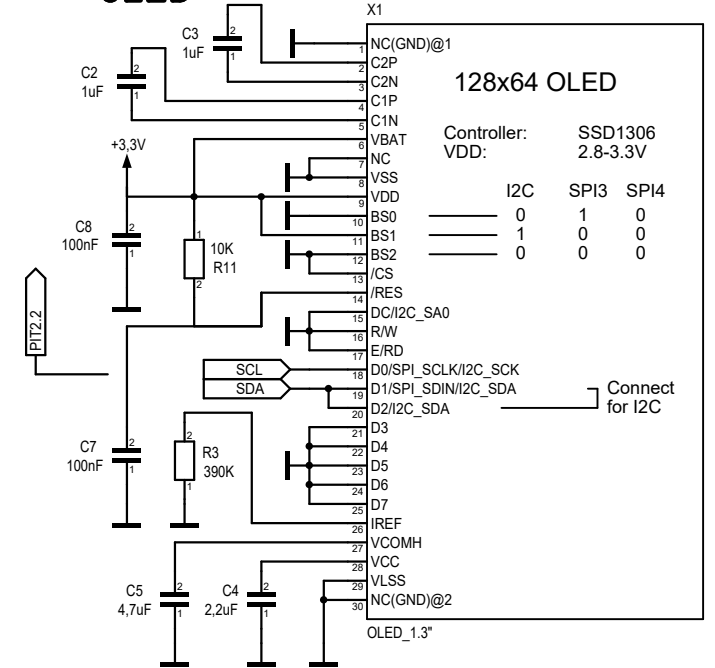 OLED
X1
C3
1uF
2
1
C2
1uF
2
1
+3,3V
C8
100nF
2
1
1
10K
R11
2
PIT2.2
SCL
SDA
C7
100nF
2
1
2
R3
390K
1
C5
4,7uF
2
1
C4
2,2uF
2
1
1 NC(GND)@1
2 C2P
3 C2N
4 C1P
5 C1N
6 VBAT
7 NC
8 VSS
9 VDD
10 BS0
11 BS1
12 BS2
13 /CS
14 /RES
15 DC/I2C_SA0
16 R/W
17 E/RD
18 D0/SPI_SCLK/I2C_SCK
19 D1/SPI_SDIN/I2C_SDA
20 D2/I2C_SDA
21 D3
22 D4
23 D5
24 D6
25 D7
26 IREF
27 VCOMH
28 VCC
29 VLSS
30 NC(GND)@2
128x64 OLED
Controller: SSD1306
VDD: 2.8-3.3V
I2C SPI3 SPI4
0 1 0
1 0 0
0 0 0
Connect
for I2C
OLED_1.3"